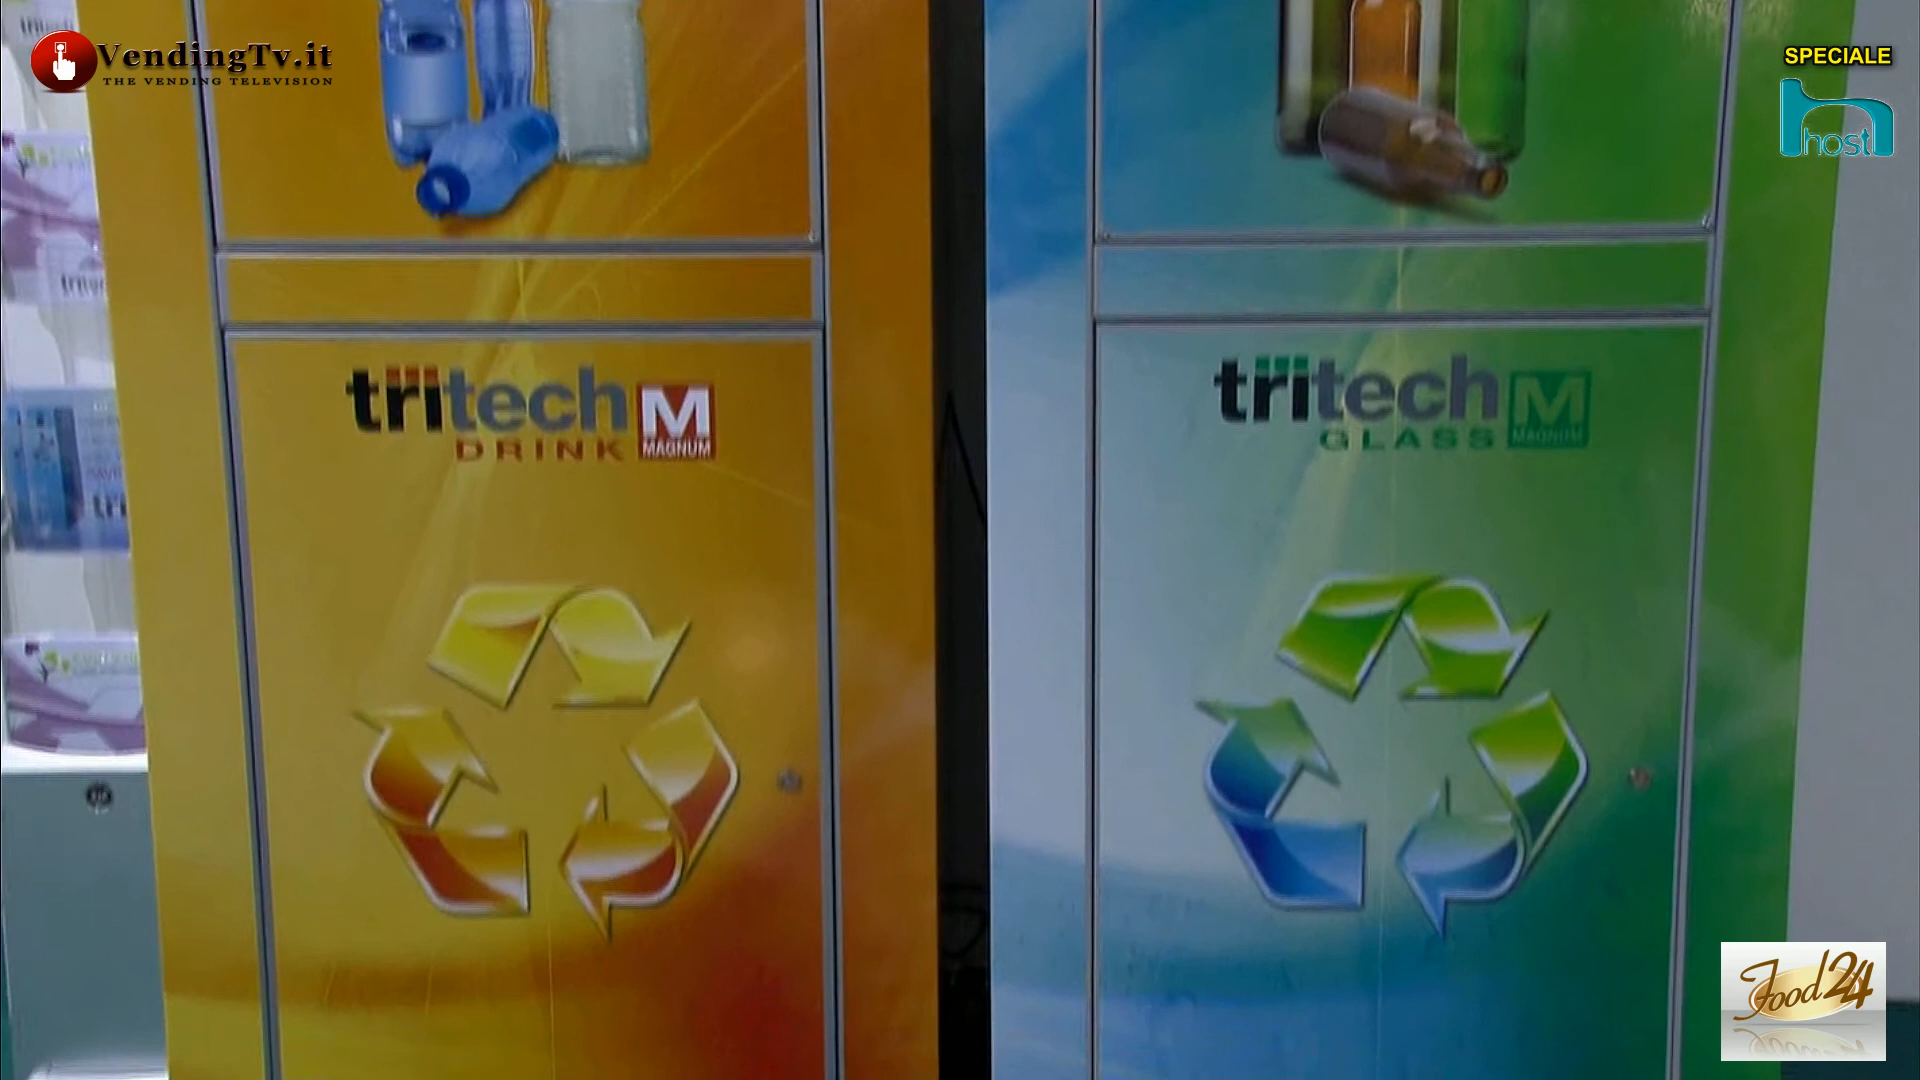 VendingTv.it
THE VENDING TELEVISION
SPECIALE
host
tritech
DRINK
M
MAGNUM
tritech
GLASS
M
MAGNUM
Food24